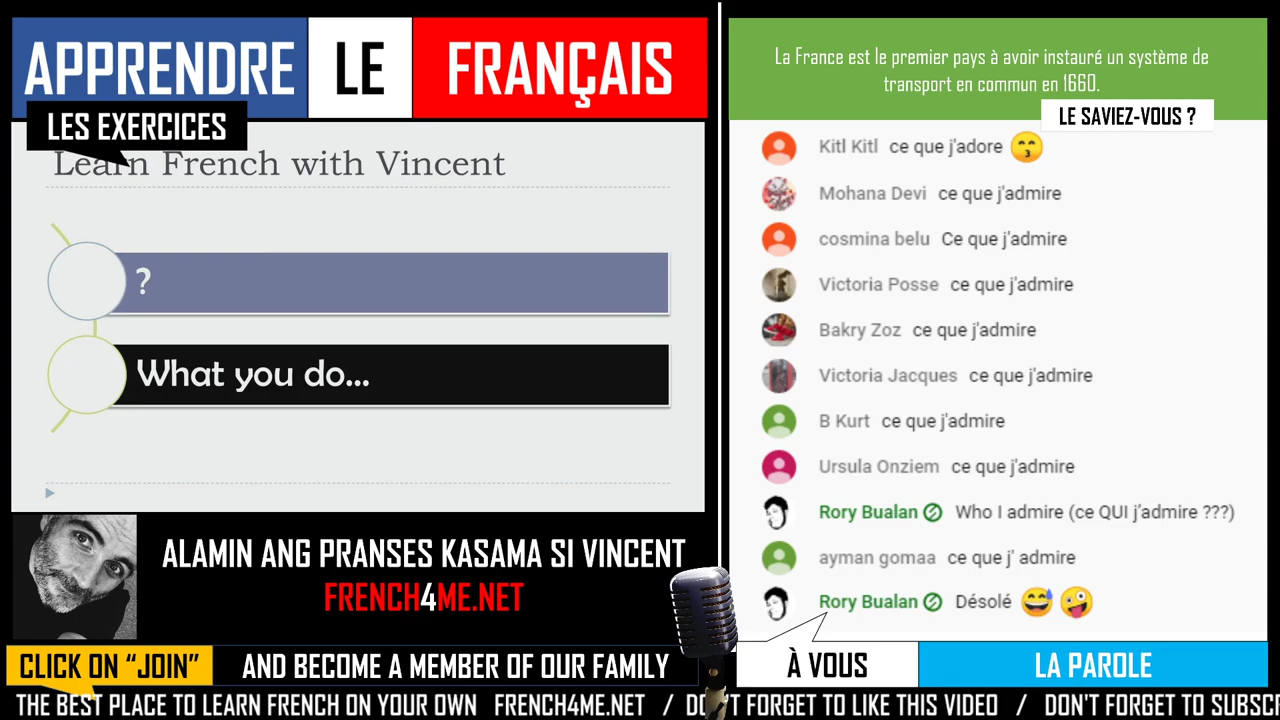 APPRENDRE LE FRANÇAIS
LES EXERCICES
Learn French with Vincent
?
What you do...
ALAMIN ANG PRANSES KASAMA SI VINCENT
FRENCH4ME.NET
CLICK ON “JOIN” AND BECOME A MEMBER OF OUR FAMILY
La France est le premier pays à avoir instauré un système de
transport en commun en 1660.
LE SAVIEZ-VOUS ?
Kitl Kitl ce que j'adore
Mohana Devi ce que j'admire
cosmina belu Ce que j'admire
Victoria Posse ce que j'admire
Bakry Zoz ce que j'admire
Victoria Jacques ce que j'admire
B Kurt ce que j'admire
Ursula Onziem ce que j'admire
Rory Bualan Who I admire (ce QUI j'admire ???)
ayman gomaa ce que j' admire
Rory Bualan Désolé
À VOUS LA PAROLE
THE BEST PLACE TO LEARN FRENCH ON YOUR OWN FRENCH4ME.NET / DON'T FORGET TO LIKE THIS VIDEO / DON'T FORGET TO SUBSC